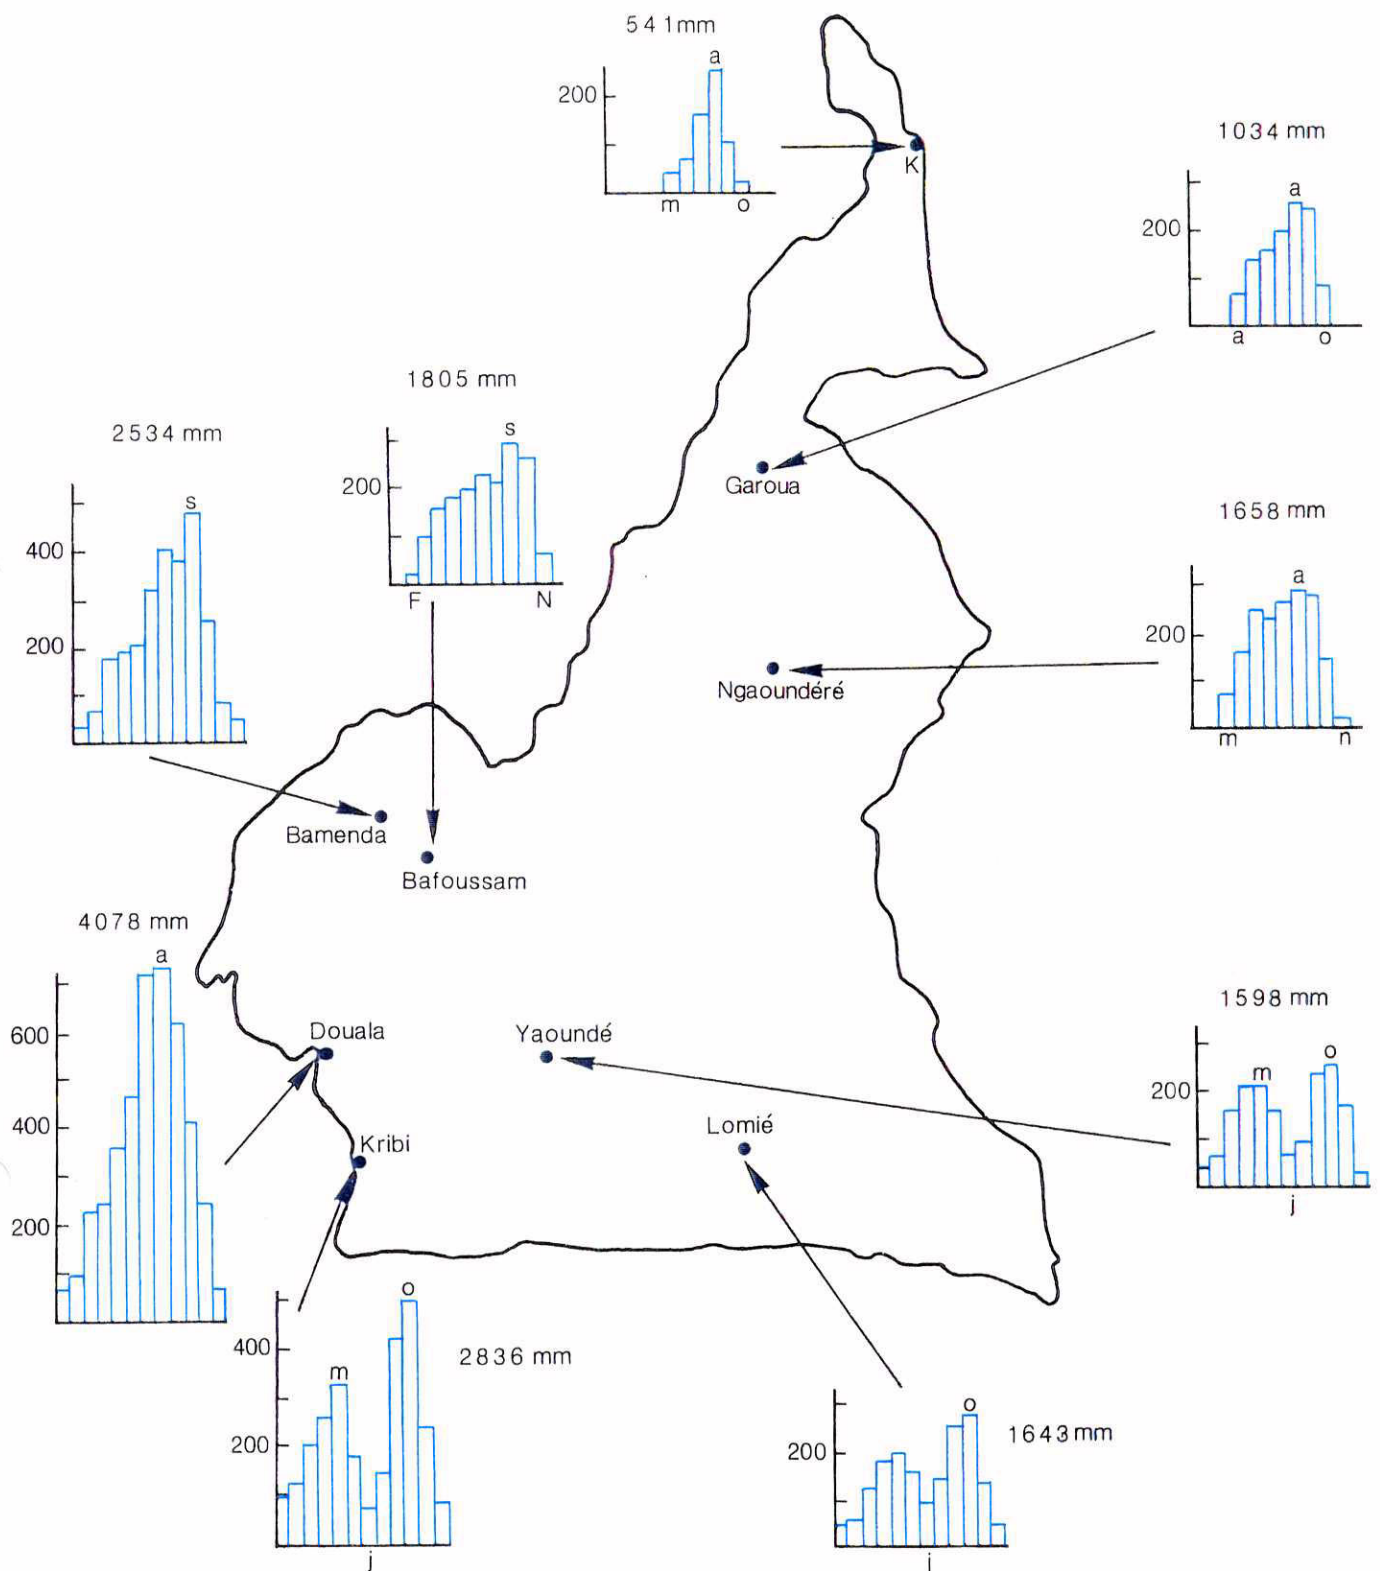 541mm
a
200
K
m o
1034 mm
a
200
a o
1805 mm
s
200
F N
2534 mm
s
400
200
Garoua
1658 mm
a
200
m n
Ngaoundéré
Bamenda
Bafoussam
4078 mm
a
600
400
200
Douala
Yaoundé
1598 mm
m o
200
j
Kribi
Lomié
o
m
400
200
2836 mm
j
o
200
1643mm
j